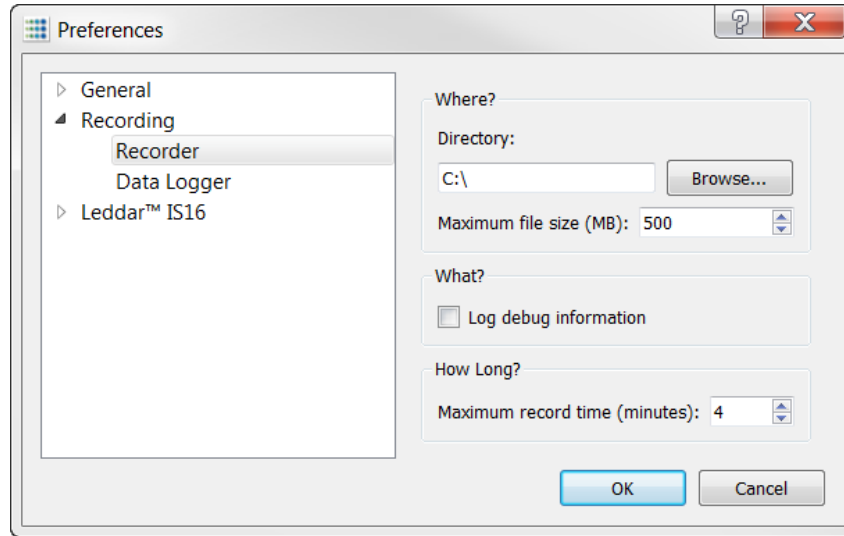 Preferences
General
Recording
Recorder
Data Logger
Leddar™ IS16
Where?
Directory:
C:\
Browse...
Maximum file size (MB): 500
What?
Log debug information
How Long?
Maximum record time (minutes): 4
OK Cancel